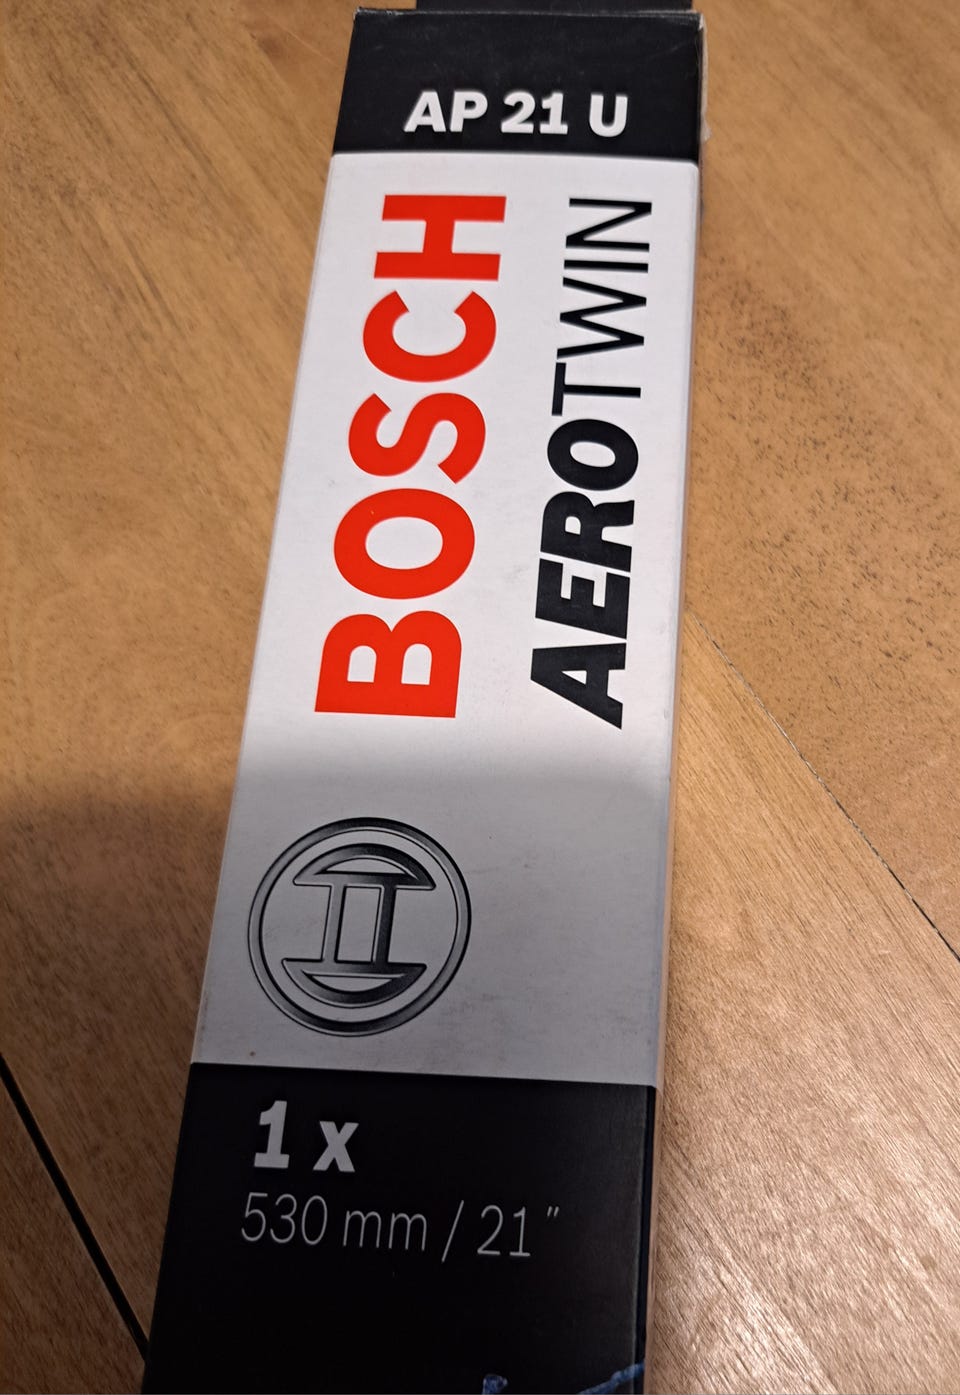 AP 21 U
BOSCH
AEROTWIN
1 x
530 mm / 21 "